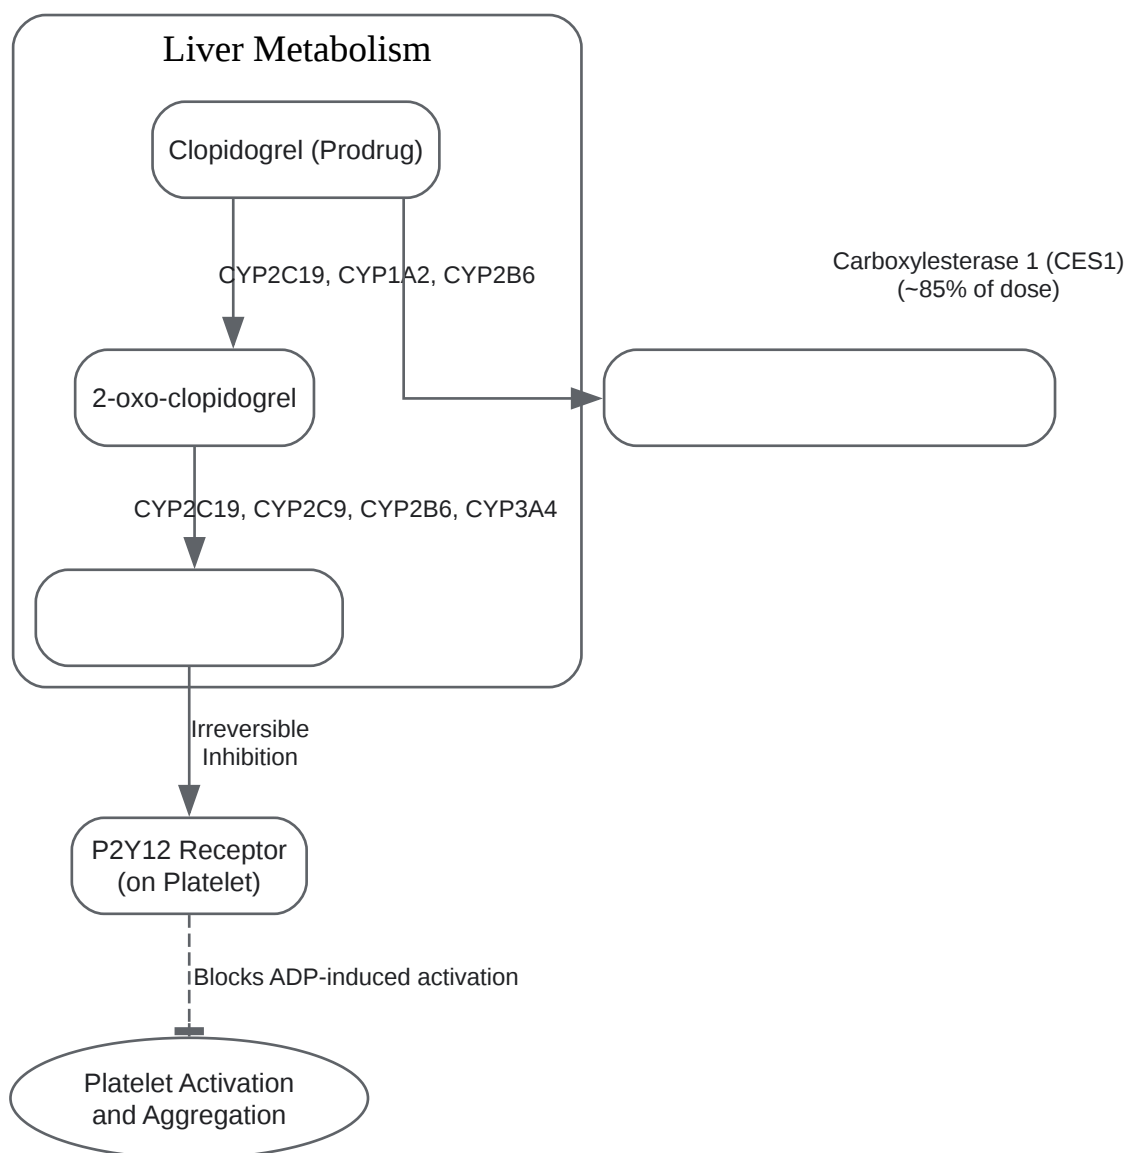 Liver Metabolism
Clopidogrel (Prodrug)
CYP2C19, CYP1A2, CYP2B6
Carboxylesterase 1 (CES1)
(~85% of dose)
2-oxo-clopidogrel
CYP2C19, CYP2C9, CYP2B6, CYP3A4
Irreversible
Inhibition
P2Y12 Receptor
(on Platelet)
Blocks ADP-induced activation
Platelet Activation
and Aggregation